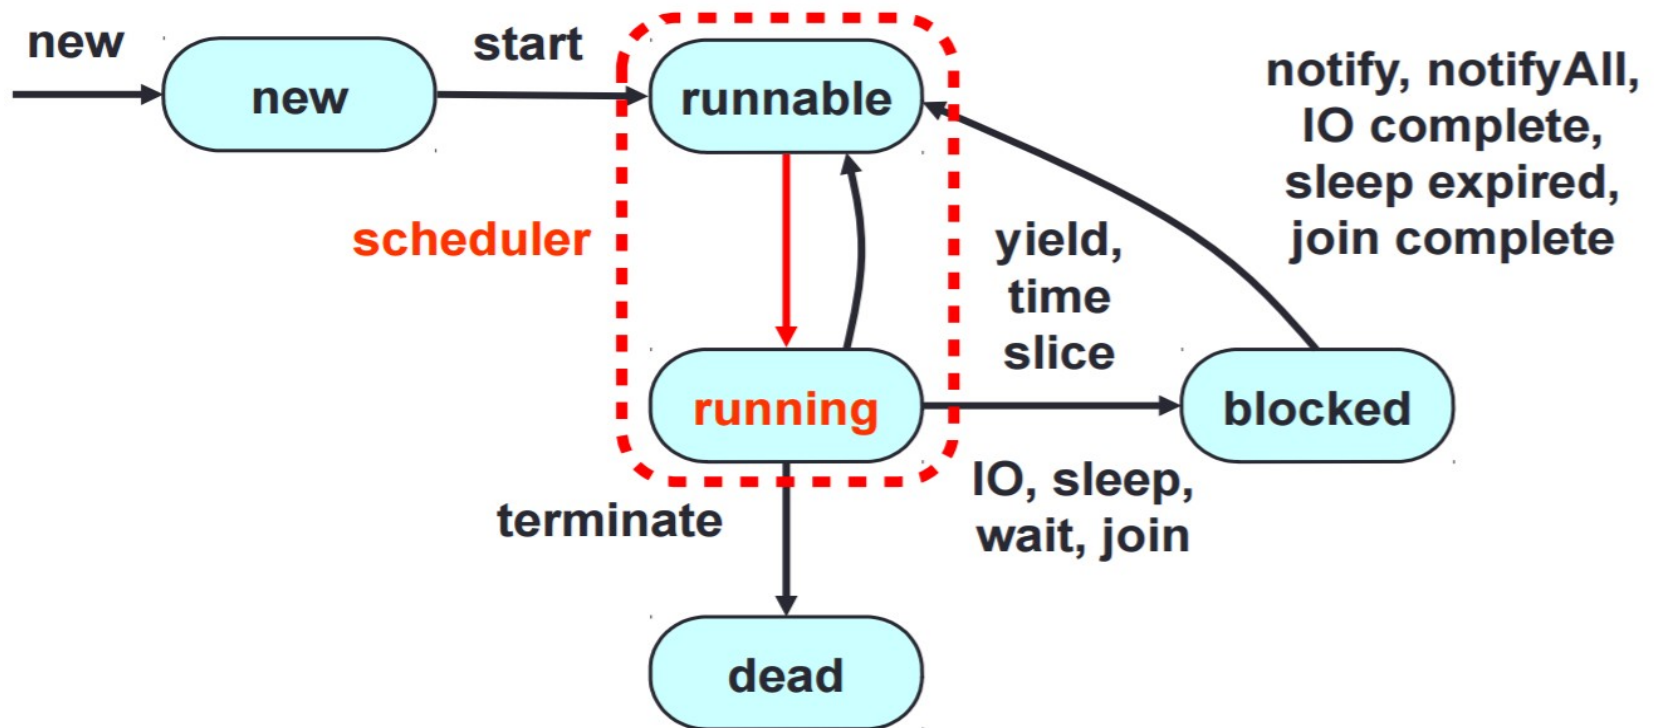 new
new
start
runnable
notify, notifyAll,
IO complete,
sleep expired,
join complete
scheduler
yield,
time
slice
running
blocked
IO, sleep,
wait, join
terminate
dead